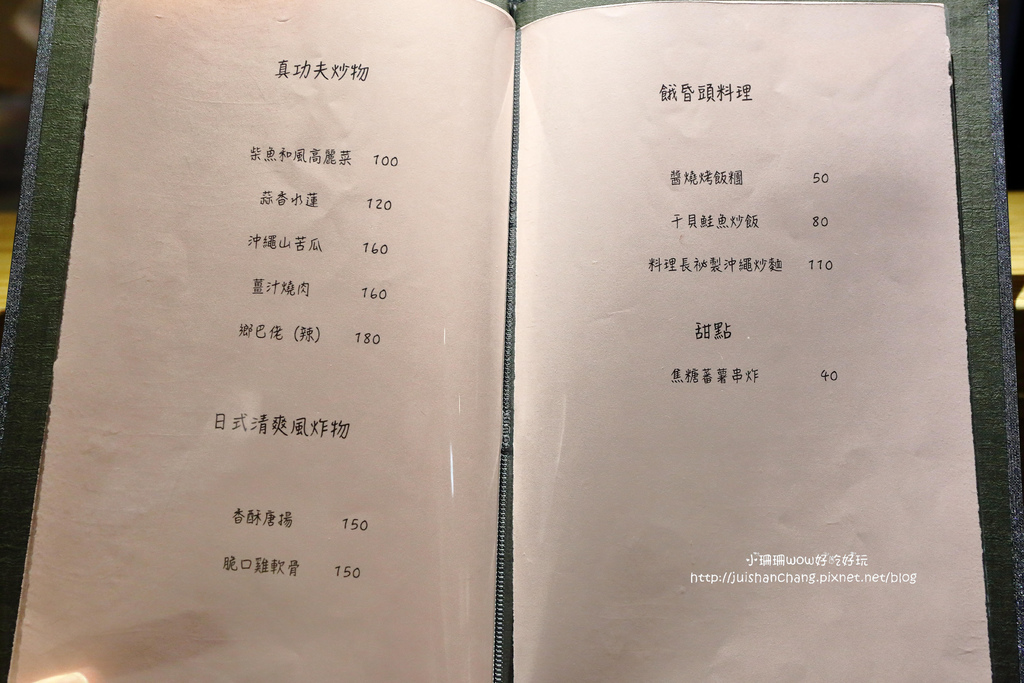 真功夫炒物
柴魚和風高麗菜 100
蒜香水蓮 120
沖繩山苦瓜 160
薑汁燒肉 160
鄉巴佬（辣） 180
日式清爽風炸物
香酥唐揚 150
脆口雞軟骨 150
餓昏頭料理
醬燒烤飯糰 50
干貝鮭魚炒飯 80
料理長祕製沖繩炒麵 110
甜點
焦糖蕃薯串炸 40
小珊珊wow好吃好玩
http://juishanchang.pixnet.net/blog